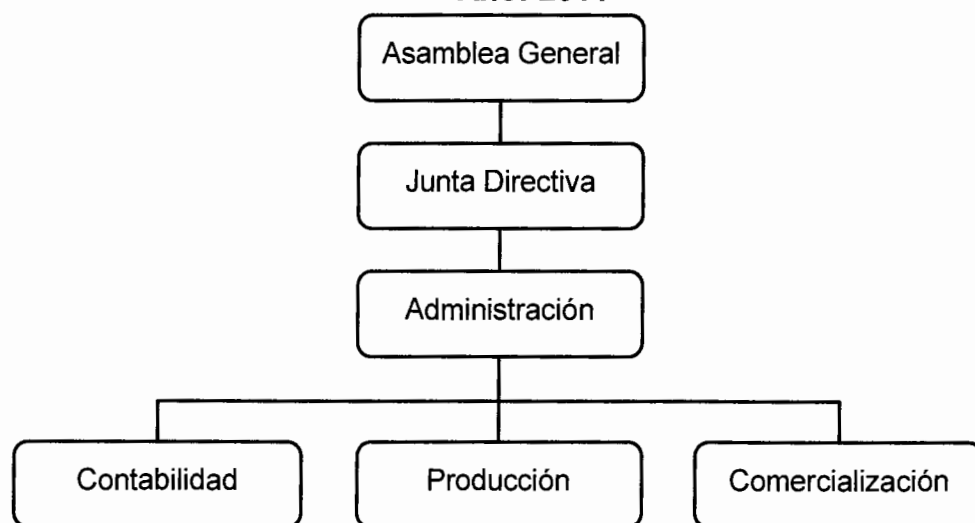 Asamblea General
Junta Directiva
Administración
Contabilidad
Producción
Comercialización